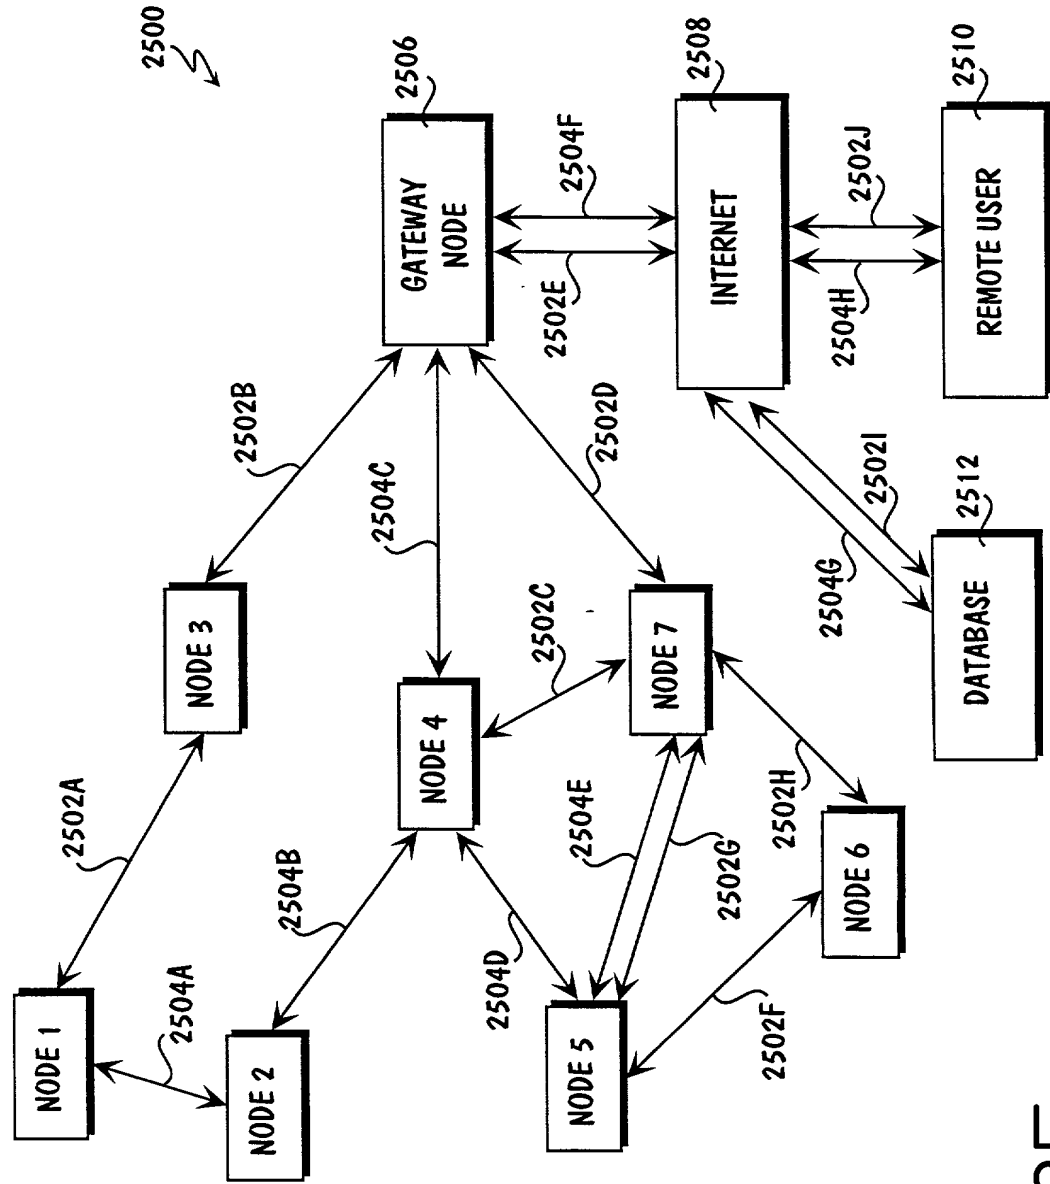 2500
NODE 1
2502A
NODE 3
2502B
2504A
NODE 2
2504B
NODE 4
2504C
GATEWAY
NODE
2506
2504D
2502C
2502D
2502E
2504F
NODE 5
2504E
2502G
NODE 7
INTERNET
2508
2502F
2502H
NODE 6
2504G
2502I
2504H
2502J
DATABASE
2512
REMOTE USER
2510